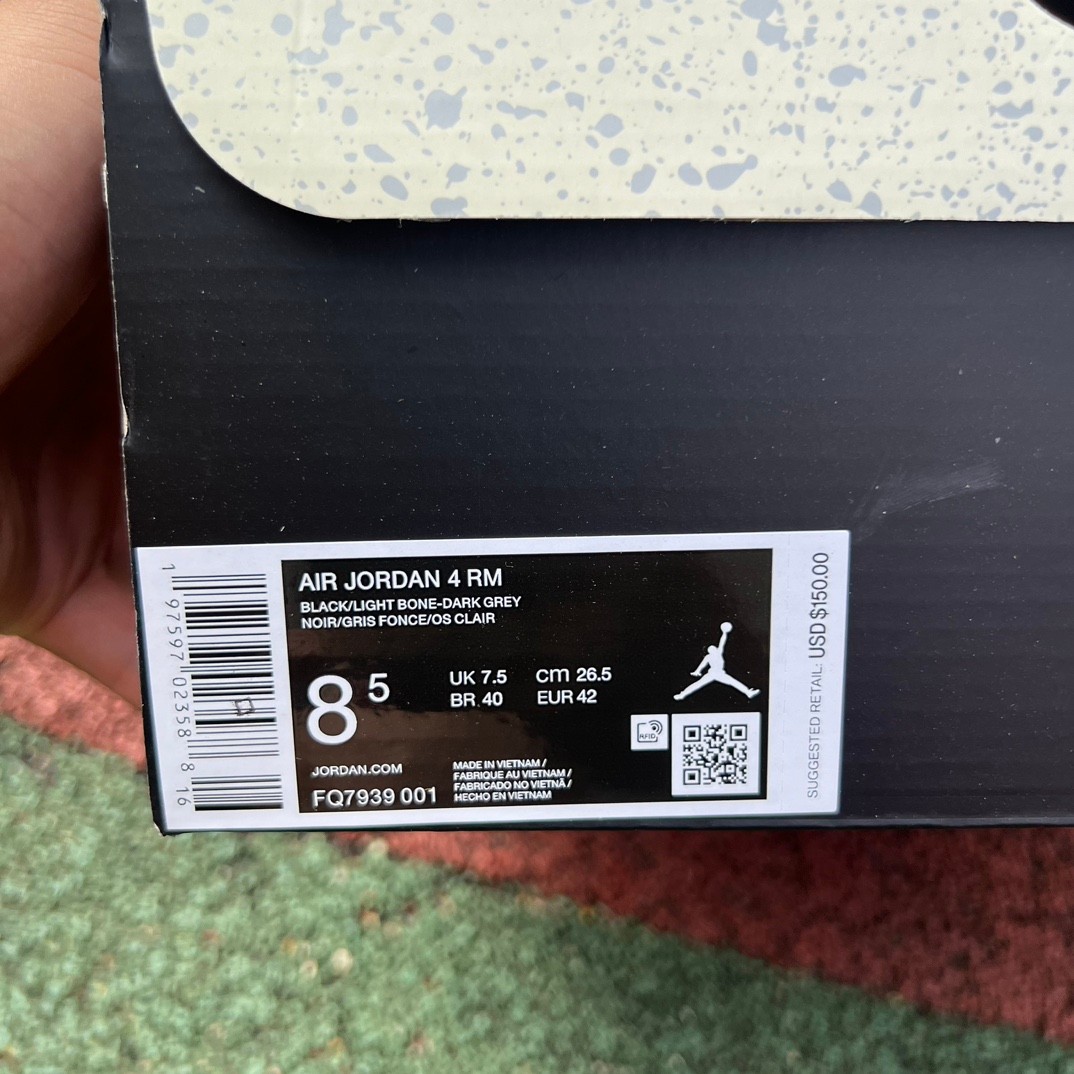 AIR JORDAN 4 RM
BLACK/LIGHT BONE-DARK GREY
NOIR/GRIS FONCE/OS CLAIR
8 5
UK 7.5 cm 26.5
BR. 40 EUR 42
RFID
JORDAN.COM
FQ7939 001
MADE IN VIETNAM /
FABRIQUE AU VIETNAM /
FABRICADO NO VIETNÃ /
HECHO EN VIETNAM
1 97597 02358 8 16
SUGGESTED RETAIL: USD $150.00